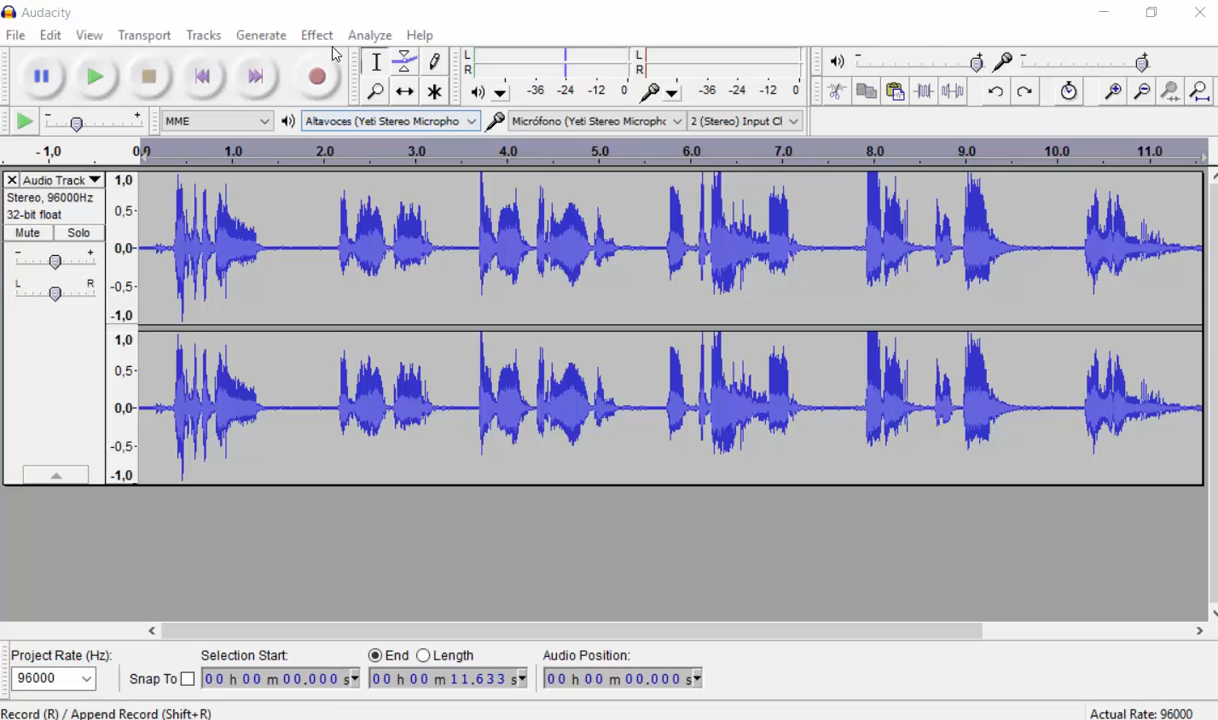 Audacity
File Edit View Transport Tracks Generate Effect Analyze Help
L
R
-36 -24 -12 0
L
R
-36 -24 -12 0
MME
Altavoces (Yeti Stereo Micropho
Micrófono (Yeti Stereo Micropho
2 (Stereo) Input Cl
-1,0 0,0 1.0 2.0 3.0 4.0 5.0 6.0 7.0 8.0 9.0 10.0 11.0
Audio Track
Stereo, 96000Hz
32-bit float
Mute Solo
- +
L R
1,0
0,5-
0,0-
-0,5-
-1,0
1,0
0,5-
0,0-
-0,5-
-1,0
Project Rate (Hz):
96000
Snap To
Selection Start:
00 h 00 m 00.000 s
End Length
00 h 00 m 11.633 s
Audio Position:
00 h 00 m 00.000 s
Record (R) / Append Record (Shift+R)
Actual Rate: 96000